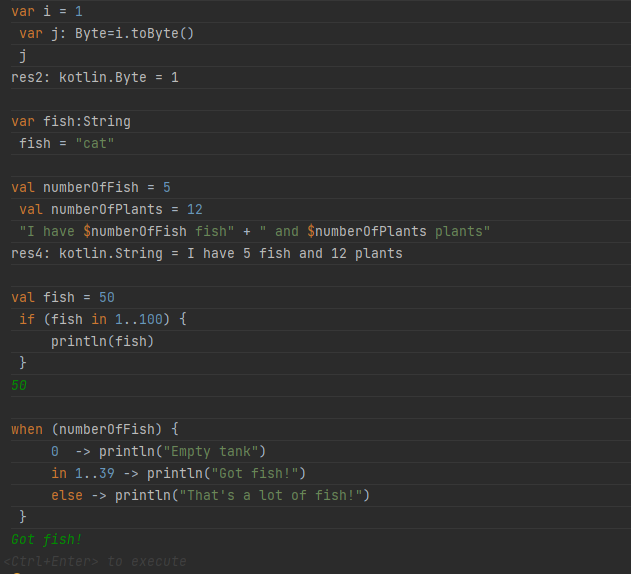 var i = 1
var j: Byte=i.toByte()
j
res2: kotlin.Byte = 1
var fish:String
fish = "cat"
val numberOfFish = 5
val numberOfPlants = 12
"I have $numberOfFish fish" + " and $numberOfPlants plants"
res4: kotlin.String = I have 5 fish and 12 plants
val fish = 50
if (fish in 1..100) {
println(fish)
}
50
when (numberOfFish) {
0  -> println("Empty tank")
in 1..39 -> println("Got fish!")
else -> println("That's a lot of fish!")
}
Got fish!
<Ctrl+Enter> to execute